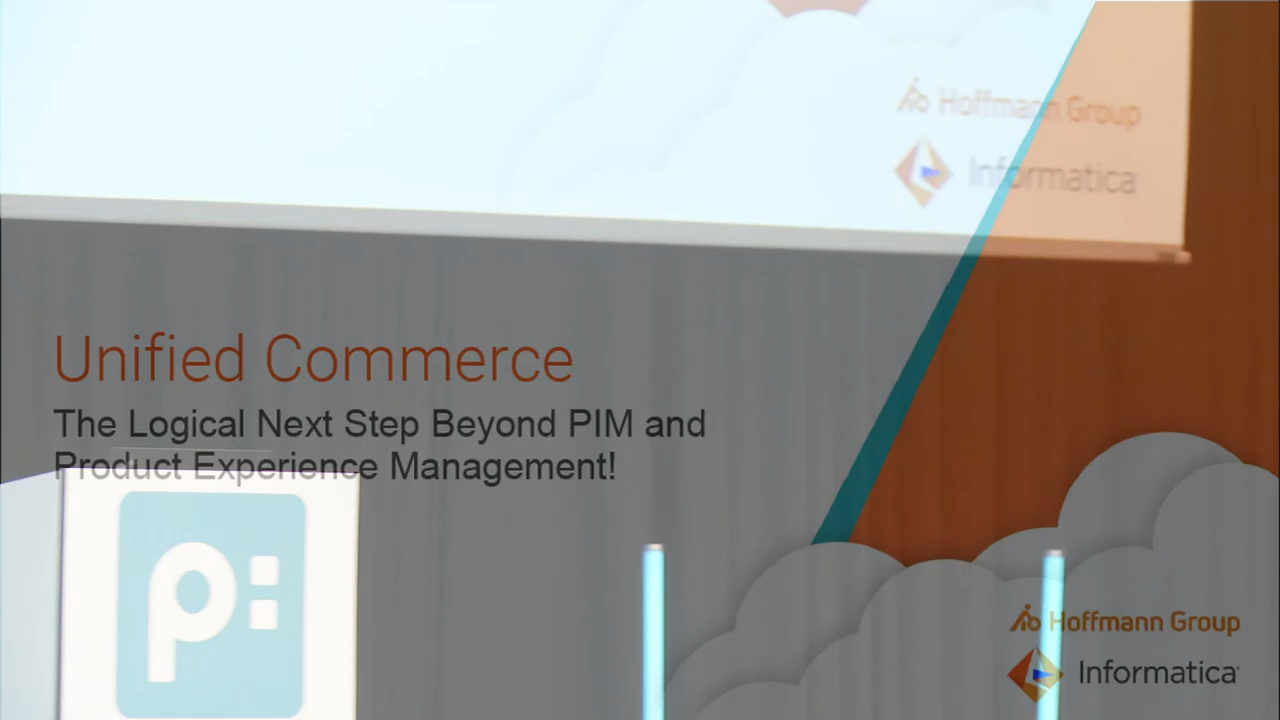 Hoffmann Group
Informatica
Unified Commerce
The Logical Next Step Beyond PIM and
Product Experience Management!
p:
Hoffmann Group
Informatica